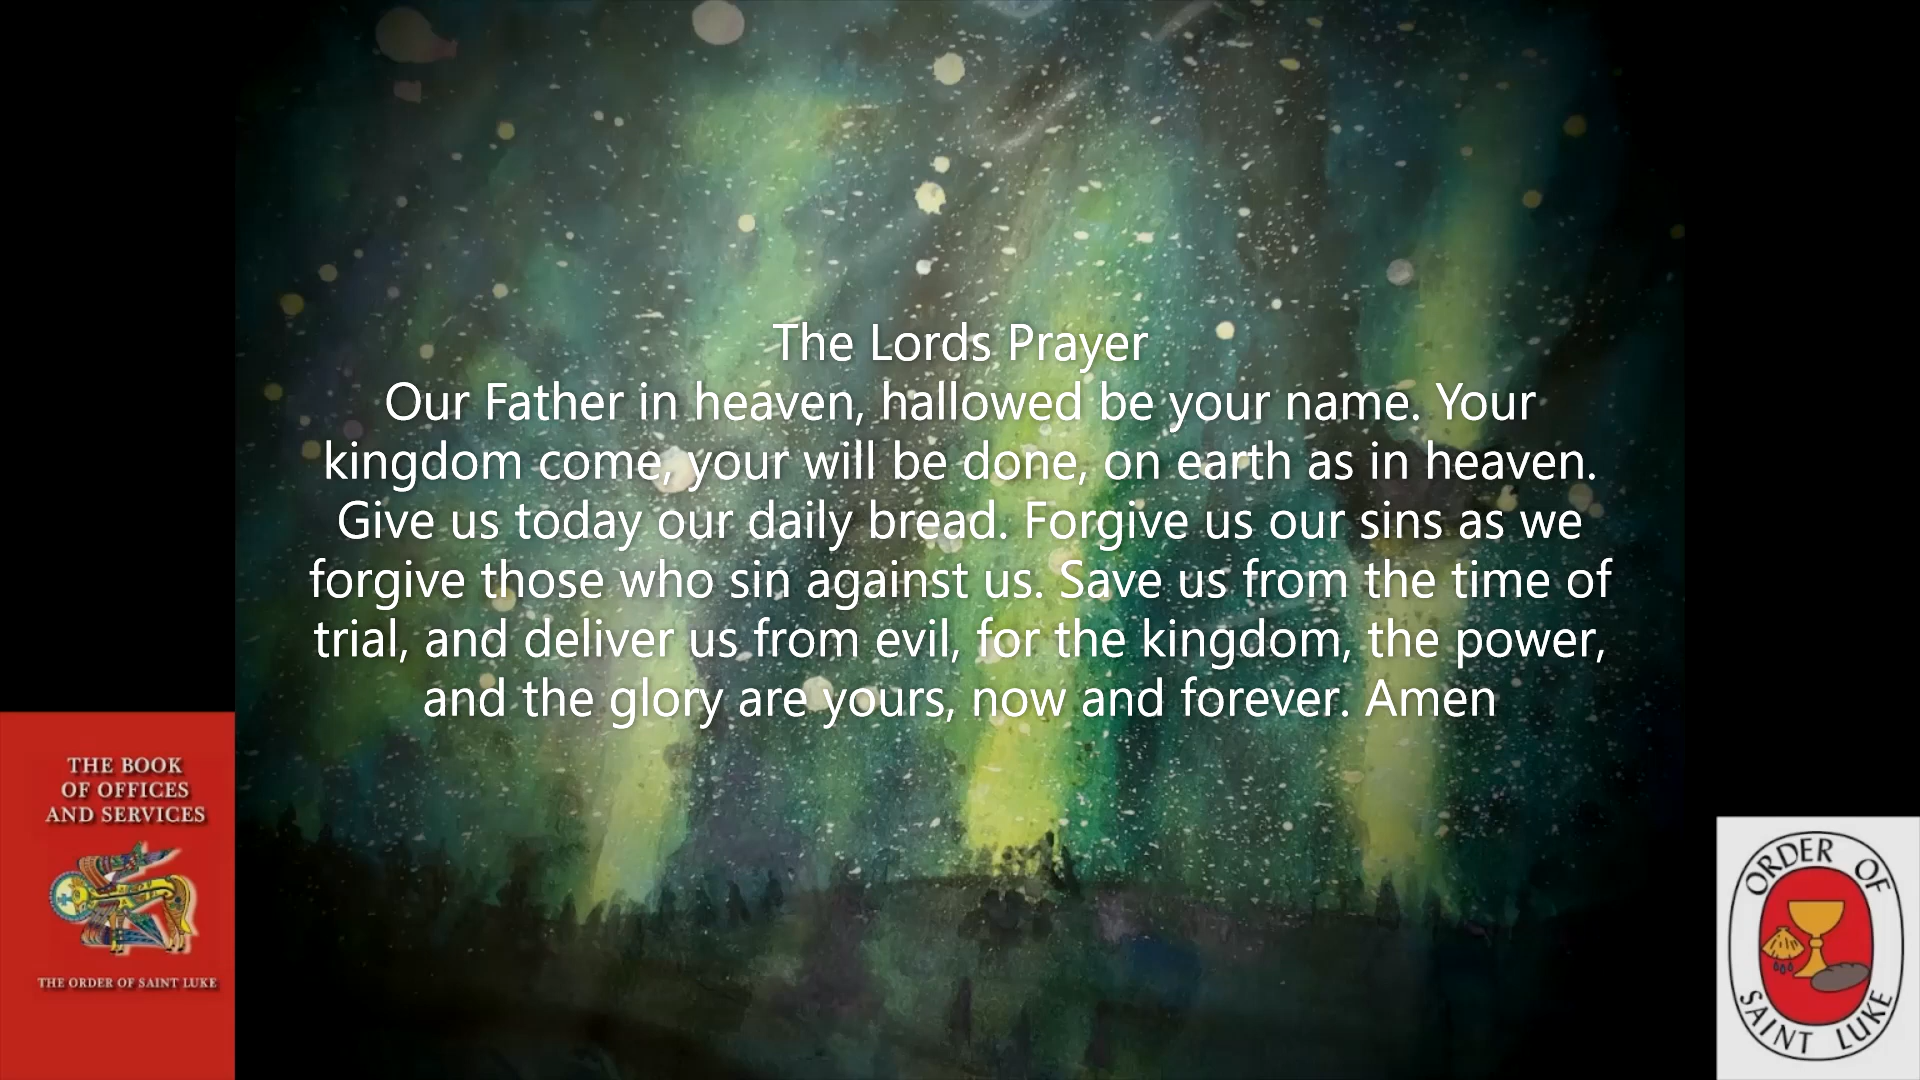 The Lords Prayer
Our Father in heaven, hallowed be your name. Your
kingdom come, your will be done, on earth as in heaven.
Give us today our daily bread. Forgive us our sins as we
forgive those who sin against us. Save us from the time of
trial, and deliver us from evil, for the kingdom, the power,
and the glory are yours, now and forever. Amen
THE BOOK
OF OFFICES
AND SERVICES
THE ORDER OF SAINT LUKE
ORDER OF
SAINT LUKE